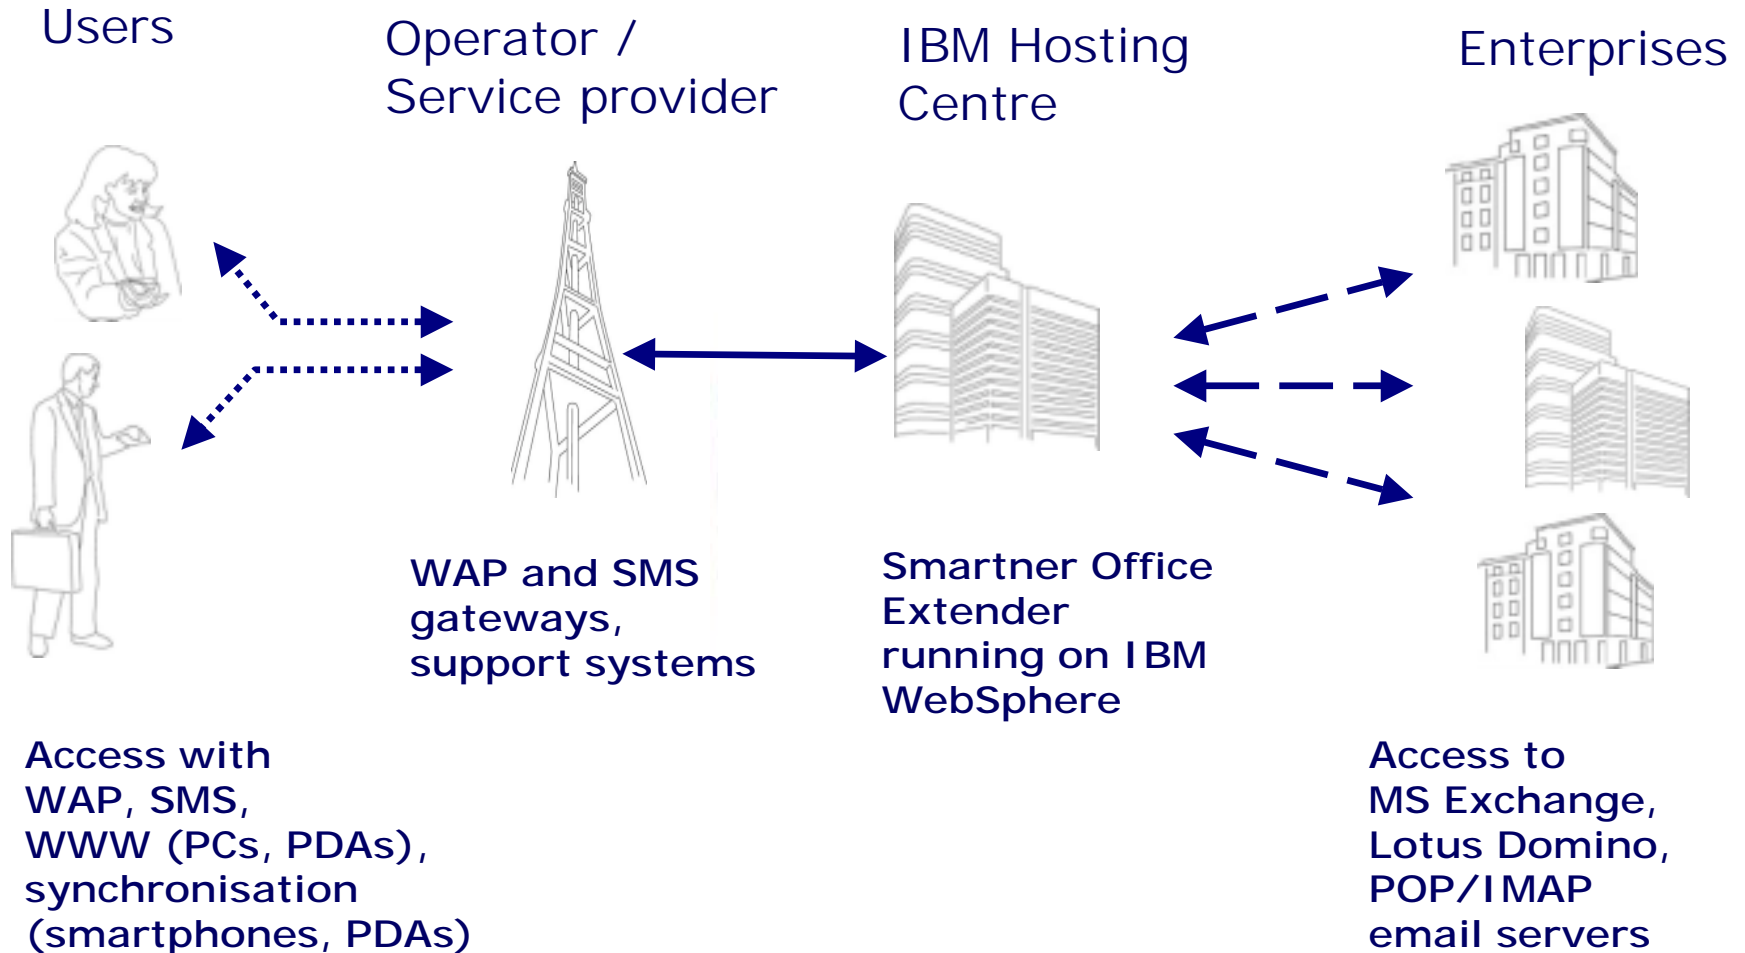 Users
Operator /
Service provider
IBM Hosting
Centre
Enterprises
WAP and SMS
gateways,
support systems
Smartner Office
Extender
running on IBM
WebSphere
Access with
WAP, SMS,
WWW (PCs, PDAs),
synchronisation
(smartphones, PDAs)
Access to
MS Exchange,
Lotus Domino,
POP/IMAP
email servers